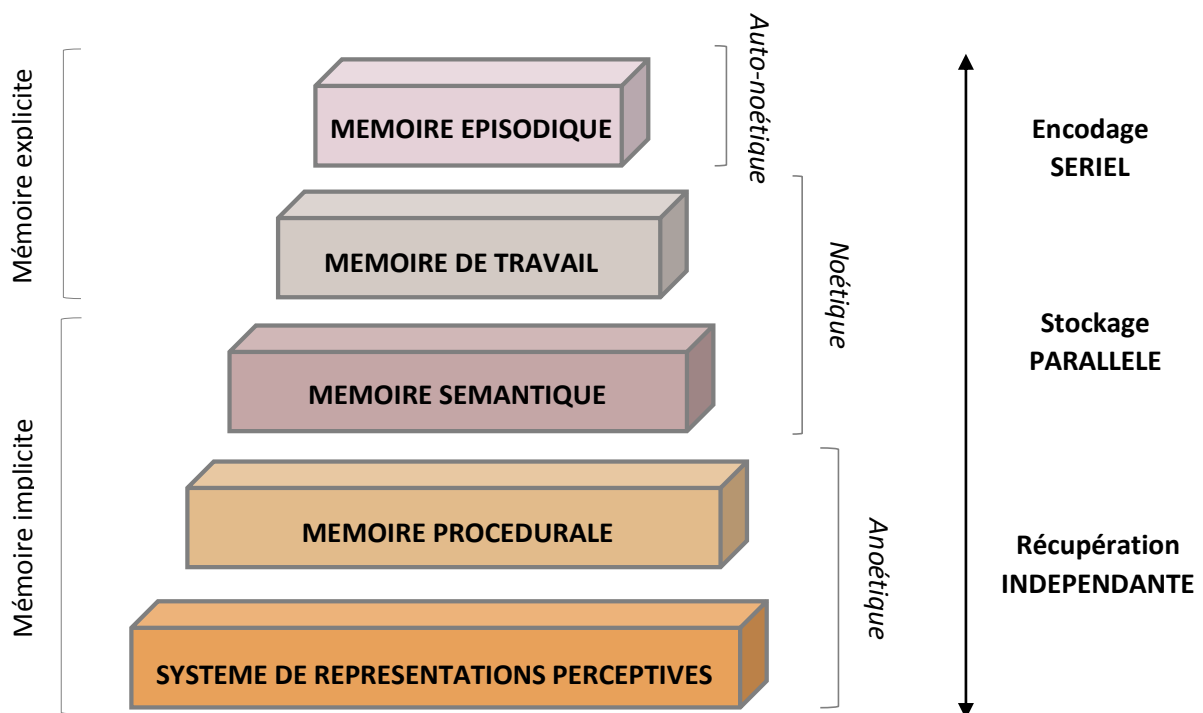 Mémoire explicite
Mémoire implicite
MEMOIRE EPISODIQUE
MEMOIRE DE TRAVAIL
MEMOIRE SEMANTIQUE
MEMOIRE PROCEDURALE
SYSTEME DE REPRESENTATIONS PERCEPTIVES
Auto-noétique
Noétique
Anoétique
Encodage
SERIEL
Stockage
PARALLELE
Récupération
INDEPENDANTE